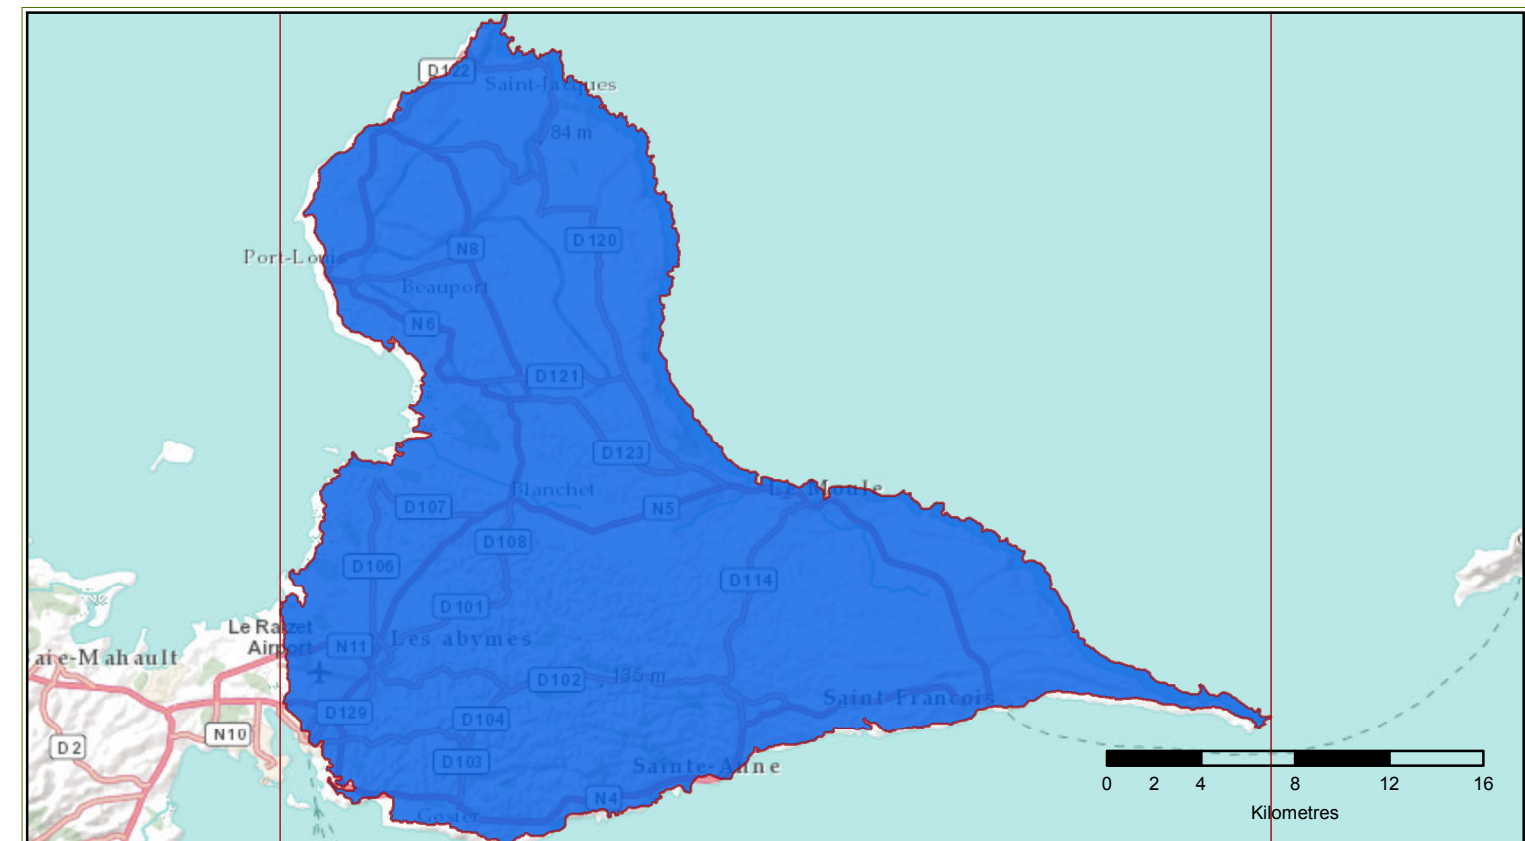 D122
Saint-Jacques
84 m
D 120
N8
Port-Louis
Beauport
N6
D121
D123
Le Moule
Blanchet
D107
N5
D108
D106
D114
D101
Le Raizet
Airport
N11
Les abymes
aie-Mahault
D102
135 m
Saint François
D129
D104
N10
D2
D103
Sainte-Anne
N4
Gosier
0 2 4 8 12 16
Kilometres